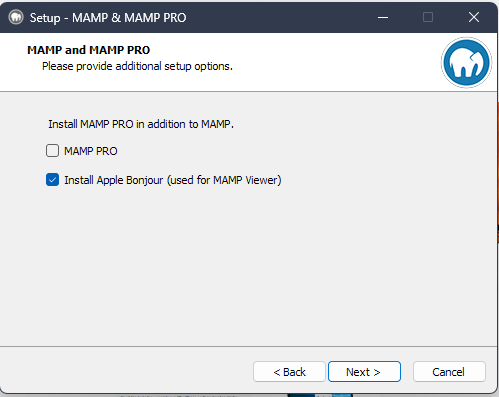 Setup - MAMP & MAMP PRO
MAMP and MAMP PRO
Please provide additional setup options.
Install MAMP PRO in addition to MAMP.
MAMP PRO
Install Apple Bonjour (used for MAMP Viewer)
< Back
Next >
Cancel